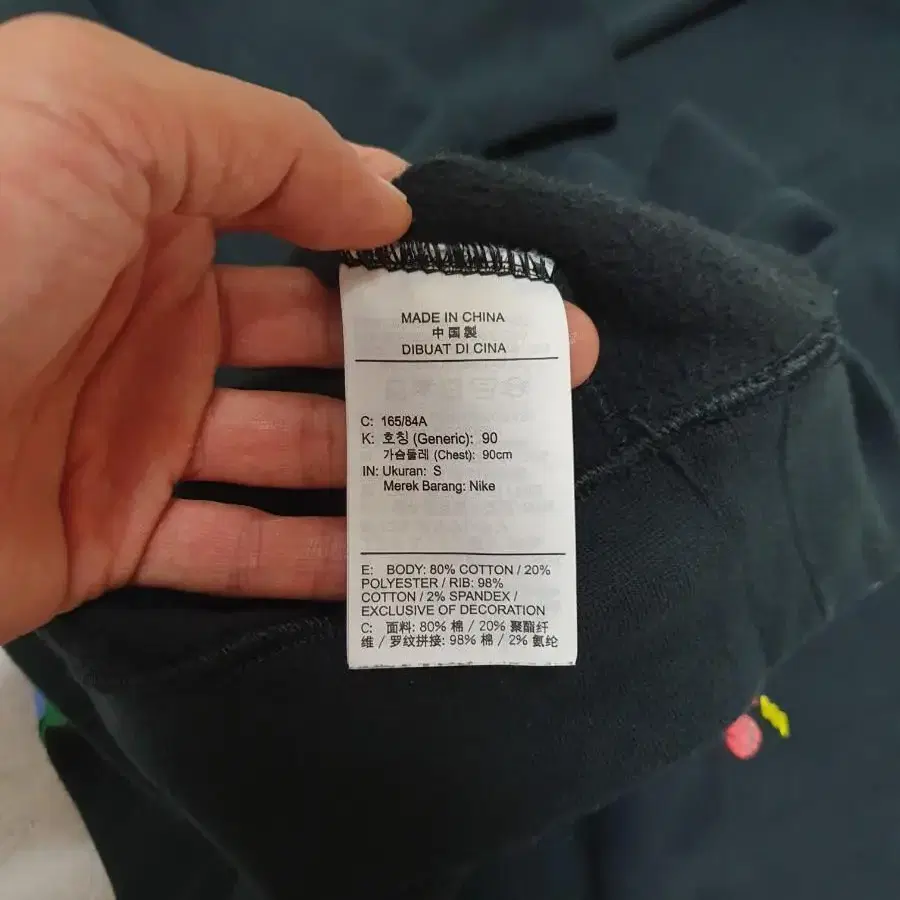 MADE IN CHINA
中国製
DIBUAT DI CINA
C: 165/84A
K: 호칭 (Generic): 90
가슴둘레 (Chest): 90cm
IN: Ukuran: S
Merek Barang: Nike
E: BODY: 80% COTTON / 20%
POLYESTER / RIB: 98%
COTTON / 2% SPANDEX /
EXCLUSIVE OF DECORATION
C: 面料: 80% 棉 / 20% 聚酯纤
维 / 罗纹拼接: 98% 棉 / 2% 氨纶